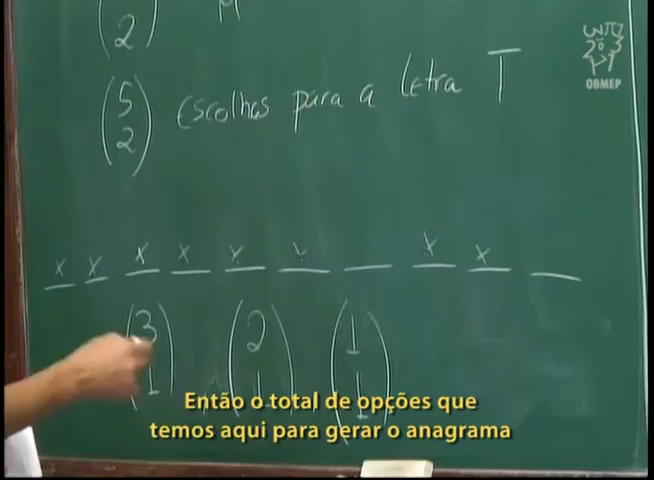 2 M OBMEP
5 escolhas para a letra T
2
x x x x x x x x
3 2 1
1 1 1
Então o total de opções que
temos aqui para gerar o anagrama